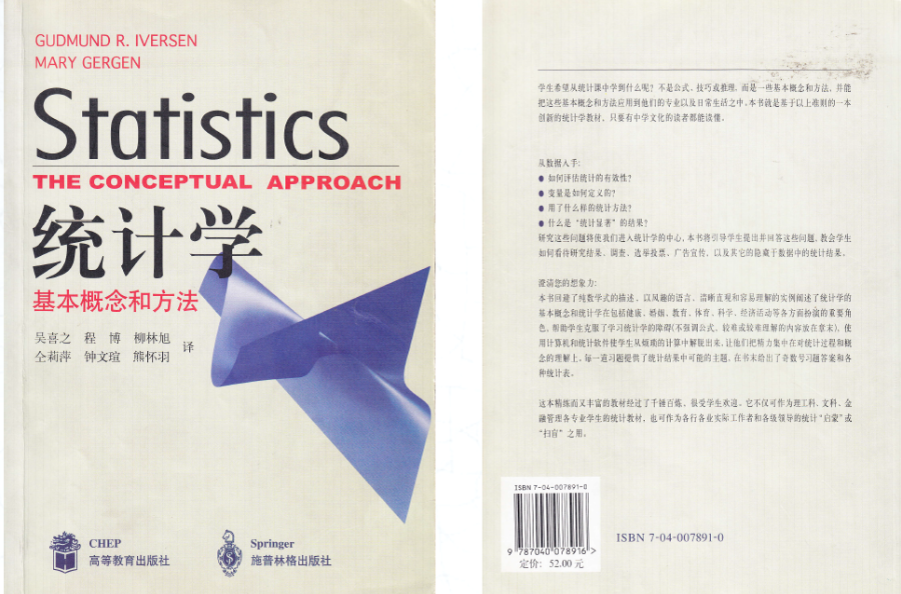 GUDMUND R. IVERSEN
MARY GERGEN
Statistics
THE CONCEPTUAL APPROACH
统计学
基本概念和方法
吴喜之 程 博 柳林旭
仝莉萍 钟文瑄 熊怀羽 译
CHEP
高等教育出版社
Springer
施普林格出版社
学生希望从统计课中学到什么呢? 不是公式、技巧或推理, 而是一些基本概念和方法, 并能
把这些基本概念和方法应用到他们的专业以及日常生活之中。本书就是基于以上准则的一本
创新的统计学教材, 只要有中学文化的读者都能读懂。
从数据入手:
● 如何评估统计的有效性?
● 变量是如何定义的?
● 用了什么样的统计方法?
● 什么是“统计显著”的结果?
研究这些问题将使我们进入统计学的中心, 本书将引导学生提出并回答这些问题, 教会学生
如何看待研究结果、调查、选举投票、广告宣传、以及其它的隐藏于数据中的统计结果。
澄清您的想象力:
本书回避了纯数学式的描述、以风趣的语言、清晰直观和容易理解的实例阐述了统计学的
基本概念和统计学在包括健康、婚姻、教育、体育、科学、经济活动等各方面扮演的重要角
色, 帮助学生克服了学习统计学的障碍(不强调公式、较难或较难理解的内容放在章末), 使
用计算机和统计软件使学生从烦琐的计算中解脱出来, 让他们把精力集中在对统计过程和概
念的理解上。每一道习题提供了统计结果中可能的主题, 在书末给出了奇数号习题答案和各
种统计表。
这本精炼而又丰富的教材经过了千锤百炼、很受学生欢迎。它不仅可作为理工科、文科、金
融管理各专业学生的统计教材, 也可作为各行各业实际工作者和各级领导的统计“启蒙”或
“扫盲”之用。
ISBN 7-04-007891-0
9 787040 078916 >
定价: 52.00 元
ISBN 7-04-007891-0